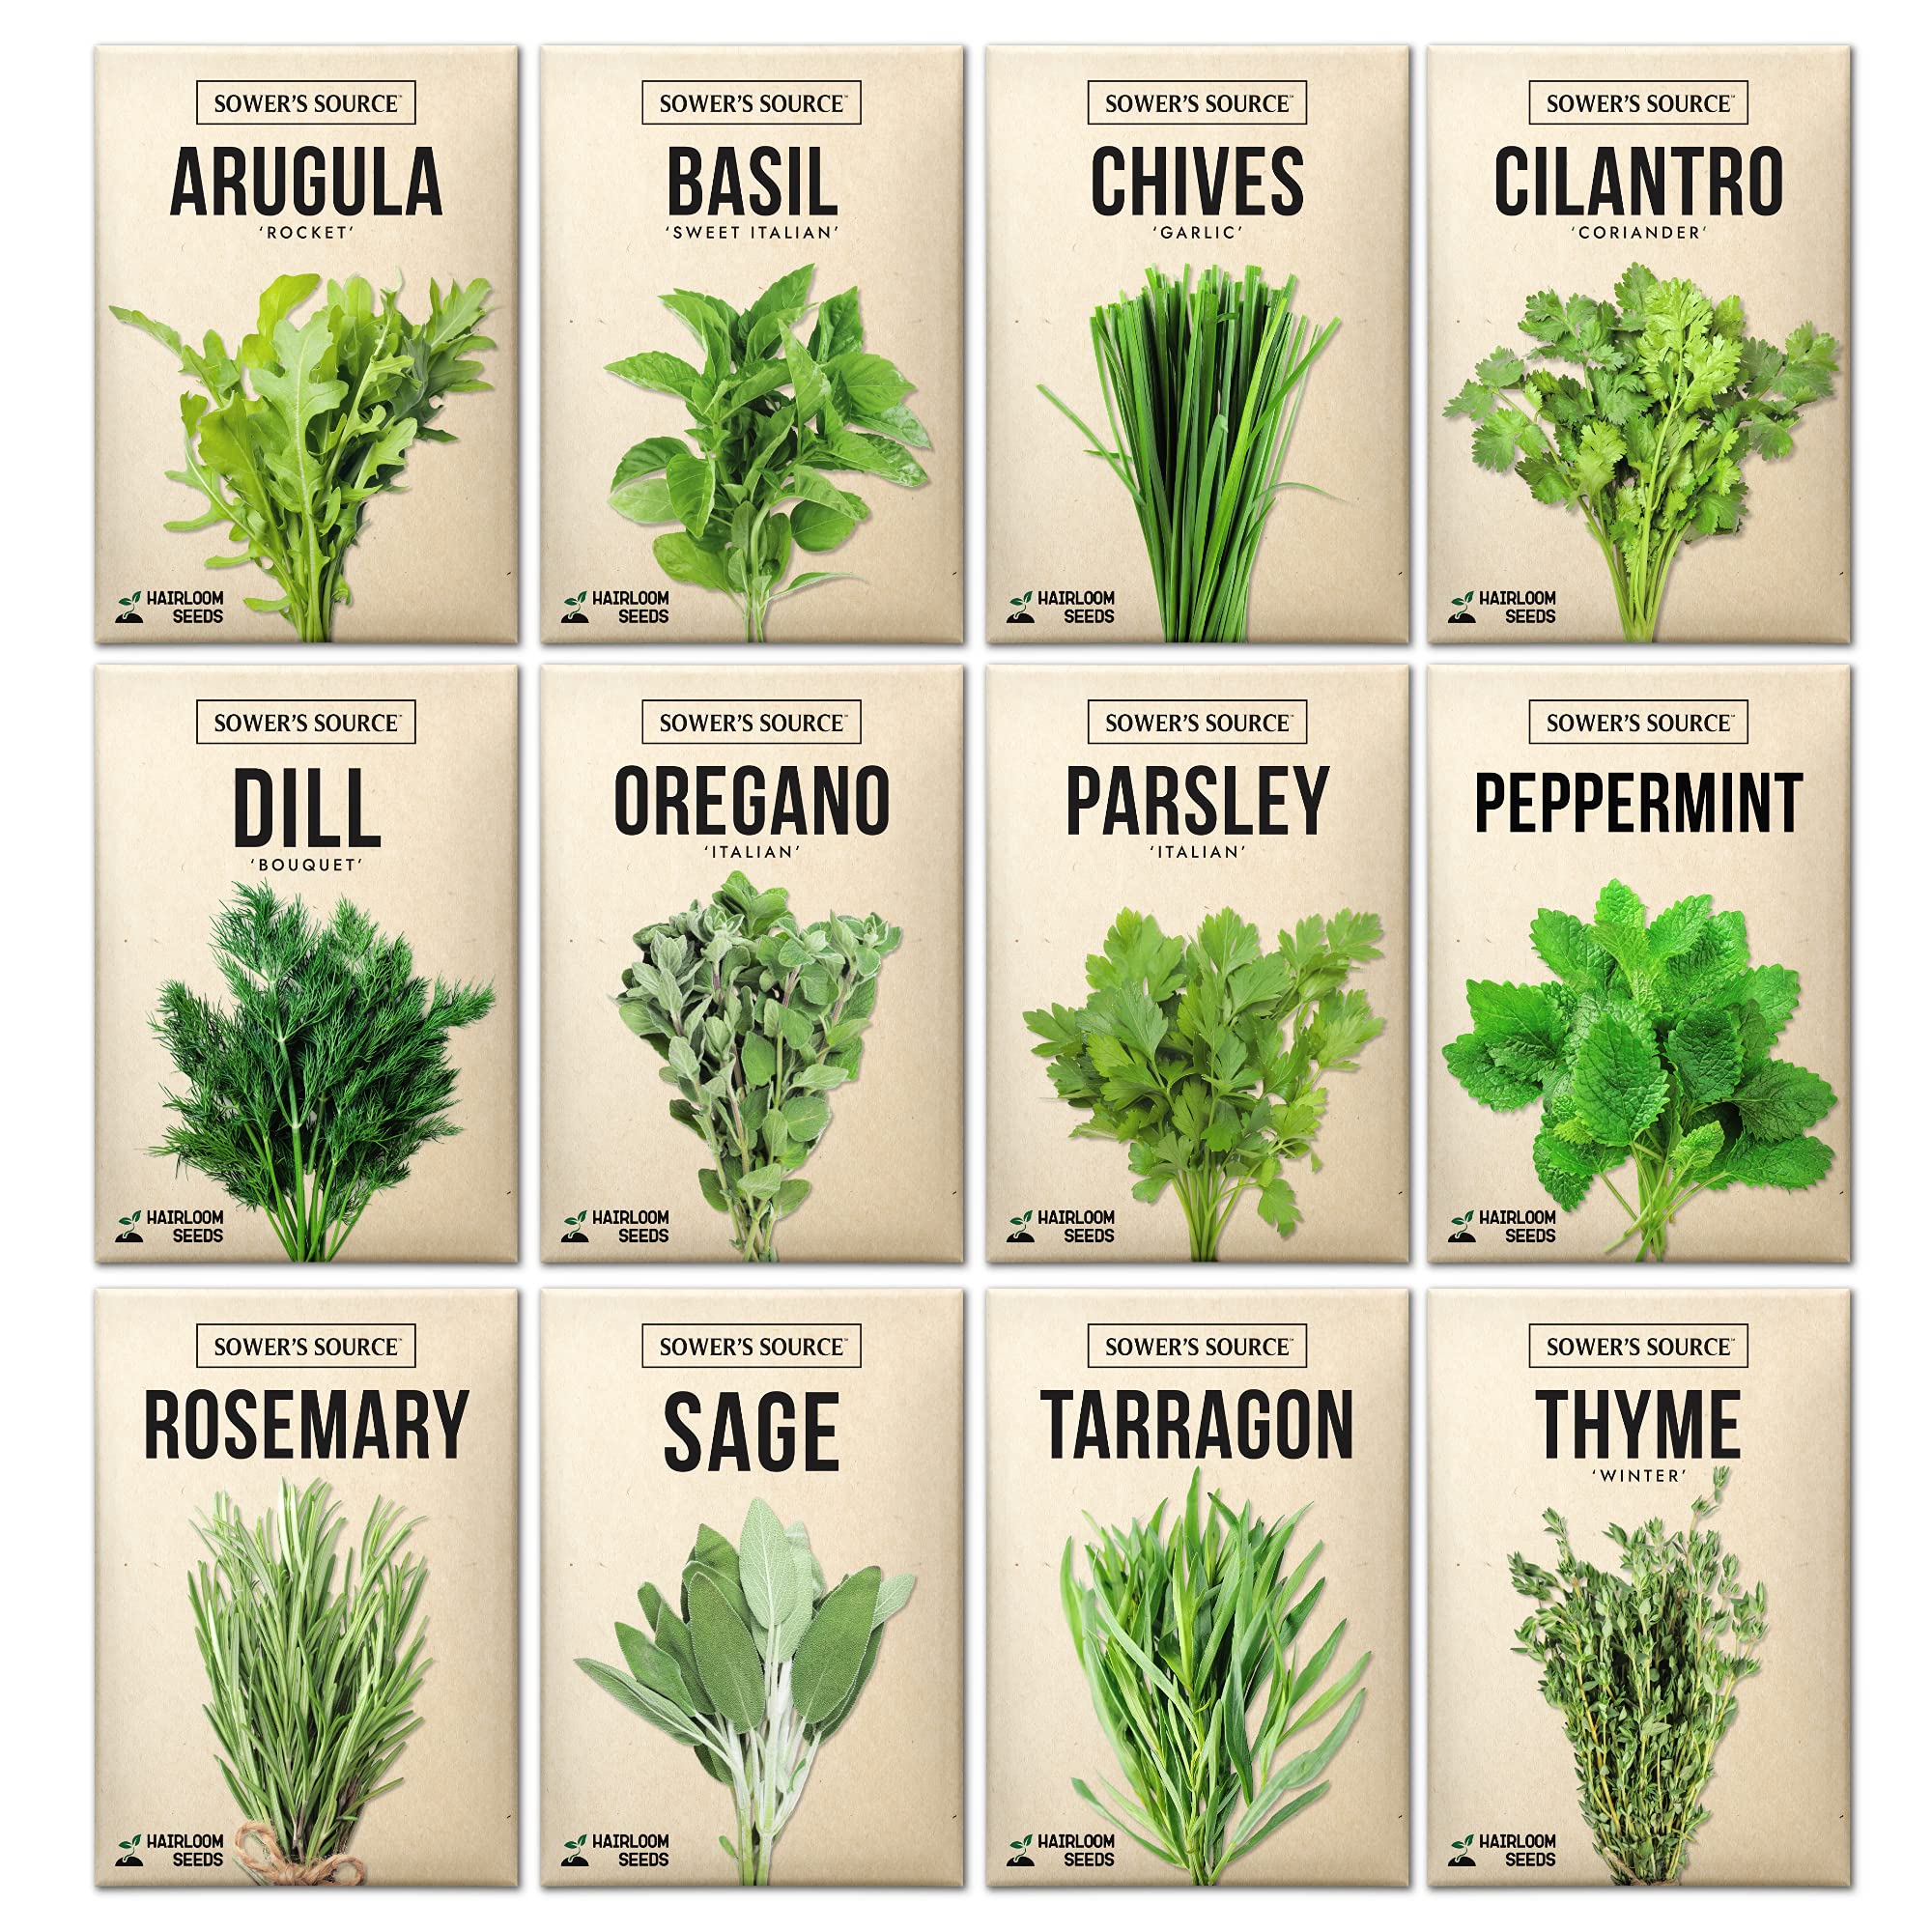 SOWER'S SOURCE™
ARUGULA
'ROCKET'
HAIRLOOM
SEEDS
SOWER'S SOURCE™
BASIL
'SWEET ITALIAN'
HAIRLOOM
SEEDS
SOWER'S SOURCE™
CHIVES
'GARLIC'
HAIRLOOM
SEEDS
SOWER'S SOURCE™
CILANTRO
'CORIANDER'
HAIRLOOM
SEEDS
SOWER'S SOURCE™
DILL
'BOUQUET'
HAIRLOOM
SEEDS
SOWER'S SOURCE™
OREGANO
'ITALIAN'
HAIRLOOM
SEEDS
SOWER'S SOURCE™
PARSLEY
'ITALIAN'
HAIRLOOM
SEEDS
SOWER'S SOURCE™
PEPPERMINT
HAIRLOOM
SEEDS
SOWER'S SOURCE™
ROSEMARY
HAIRLOOM
SEEDS
SOWER'S SOURCE™
SAGE
HAIRLOOM
SEEDS
SOWER'S SOURCE™
TARRAGON
HAIRLOOM
SEEDS
SOWER'S SOURCE™
THYME
'WINTER'
HAIRLOOM
SEEDS